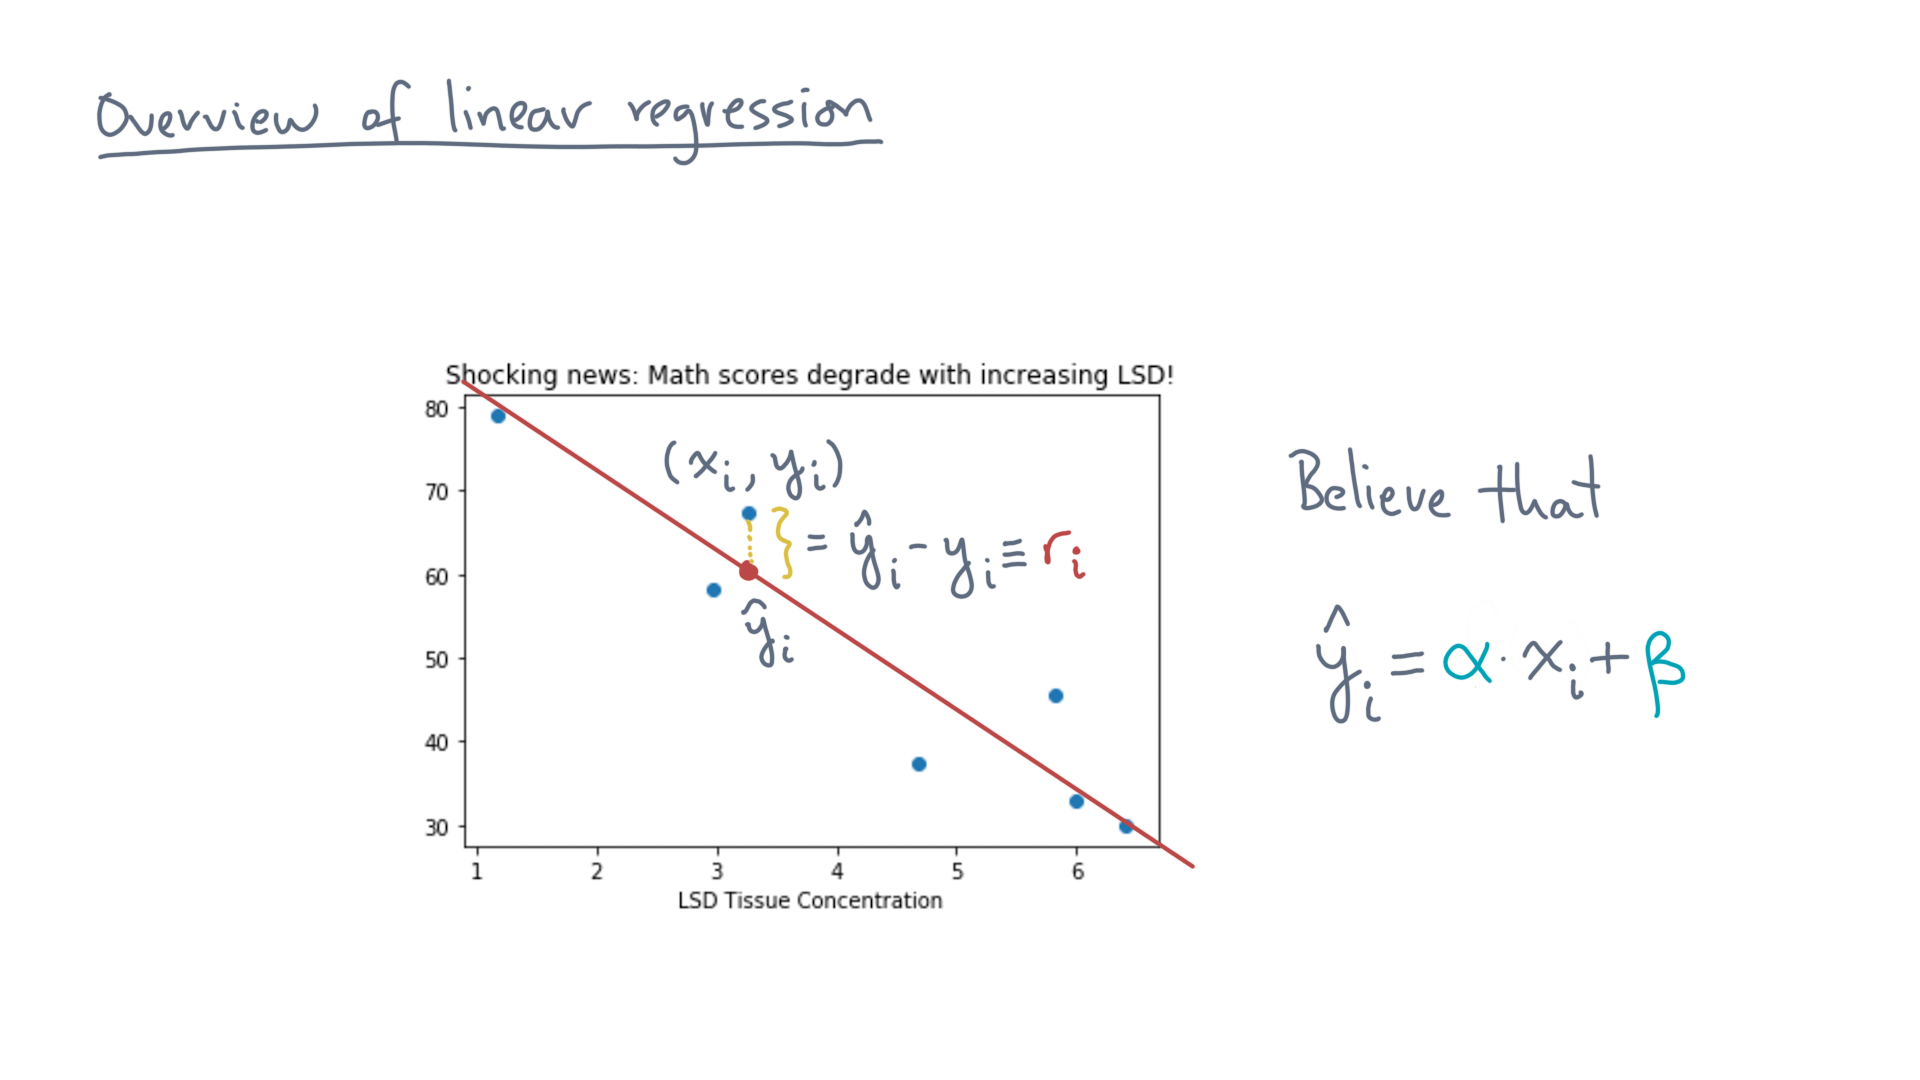 Overview of linear regression
Shocking news: Math scores degrade with increasing LSD!
80
70
60
50
40
30
(xᵢ, yᵢ)
} = ŷᵢ - yᵢ ≡ rᵢ
ŷᵢ
1 2 3 4 5 6
LSD Tissue Concentration
Believe that
ŷᵢ = α · xᵢ + β